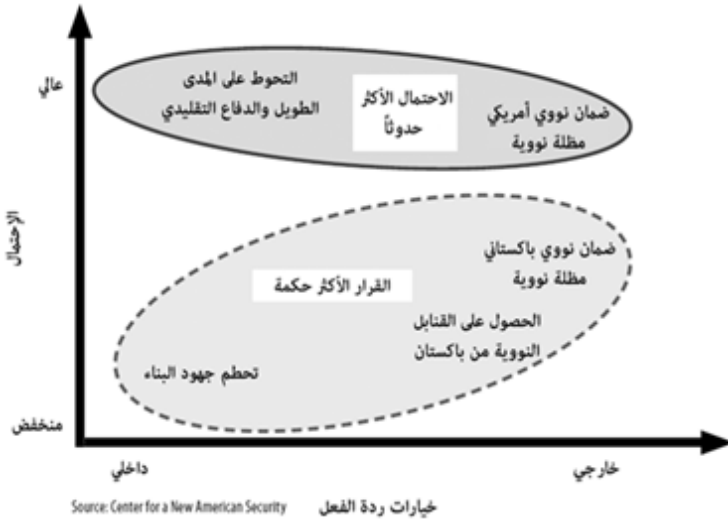 عالي
التحوط على المدى
الطويل والدفاع التقليدي
الاحتمال الأكثر
حدوثاً
ضمان نووي أمريكي
مظلة نووية
الإحتمال
ضمان نووي باكستاني
مظلة نووية
القرار الأكثر حكمة
الحصول على القنابل
النووية من باكستان
تحطم جهود البناء
منخفض
داخلي
خارجي
خيارات ردة الفعل
Source: Center for a New American Security